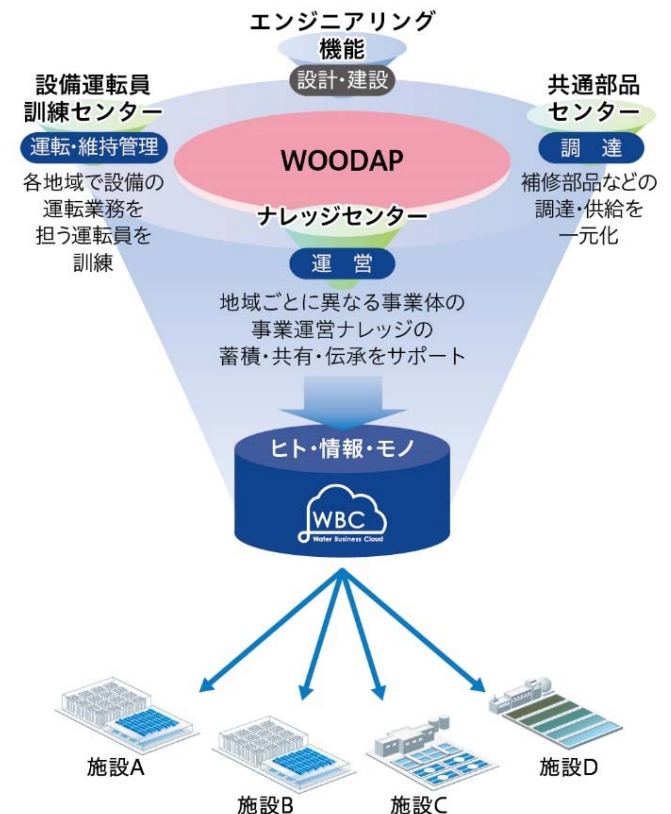 エンジニアリング
機能
設計・建設
設備運転員
訓練センター
運転・維持管理
各地域で設備の
運転業務を
担う運転員を
訓練
共通部品
センター
調 達
補修部品などの
調達・供給を
一元化
WOODAP
ナレッジセンター
運 営
地域ごとに異なる事業体の
事業運営ナレッジの
蓄積・共有・伝承をサポート
ヒト・情報・モノ
WBC
Water Business Cloud
施設A
施設B
施設C
施設D